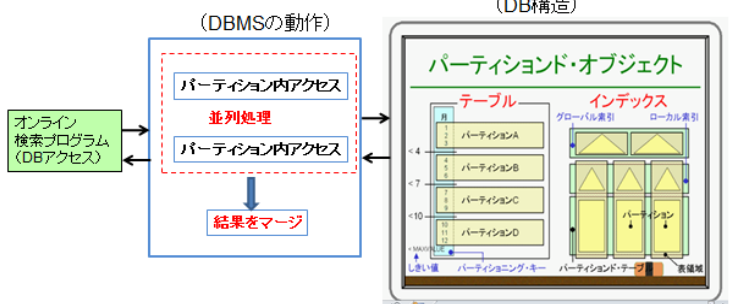 （DBMSの動作）
（DB構造）
オンライン
検索プログラム
（DBアクセス）
パーティション内アクセス
並列処理
パーティション内アクセス
結果をマージ
パーティションド・オブジェクト
テーブル
インデックス
グローバル索引
ローカル索引
月
1
2
3
パーティションA
< 4
4
5
6
パーティションB
< 7
7
8
9
パーティションC
<10
10
11
12
パーティションD
< MAXVALUE
しきい値
パーティショニング・キー
パーティション
パーティションド・テーブル
表領域